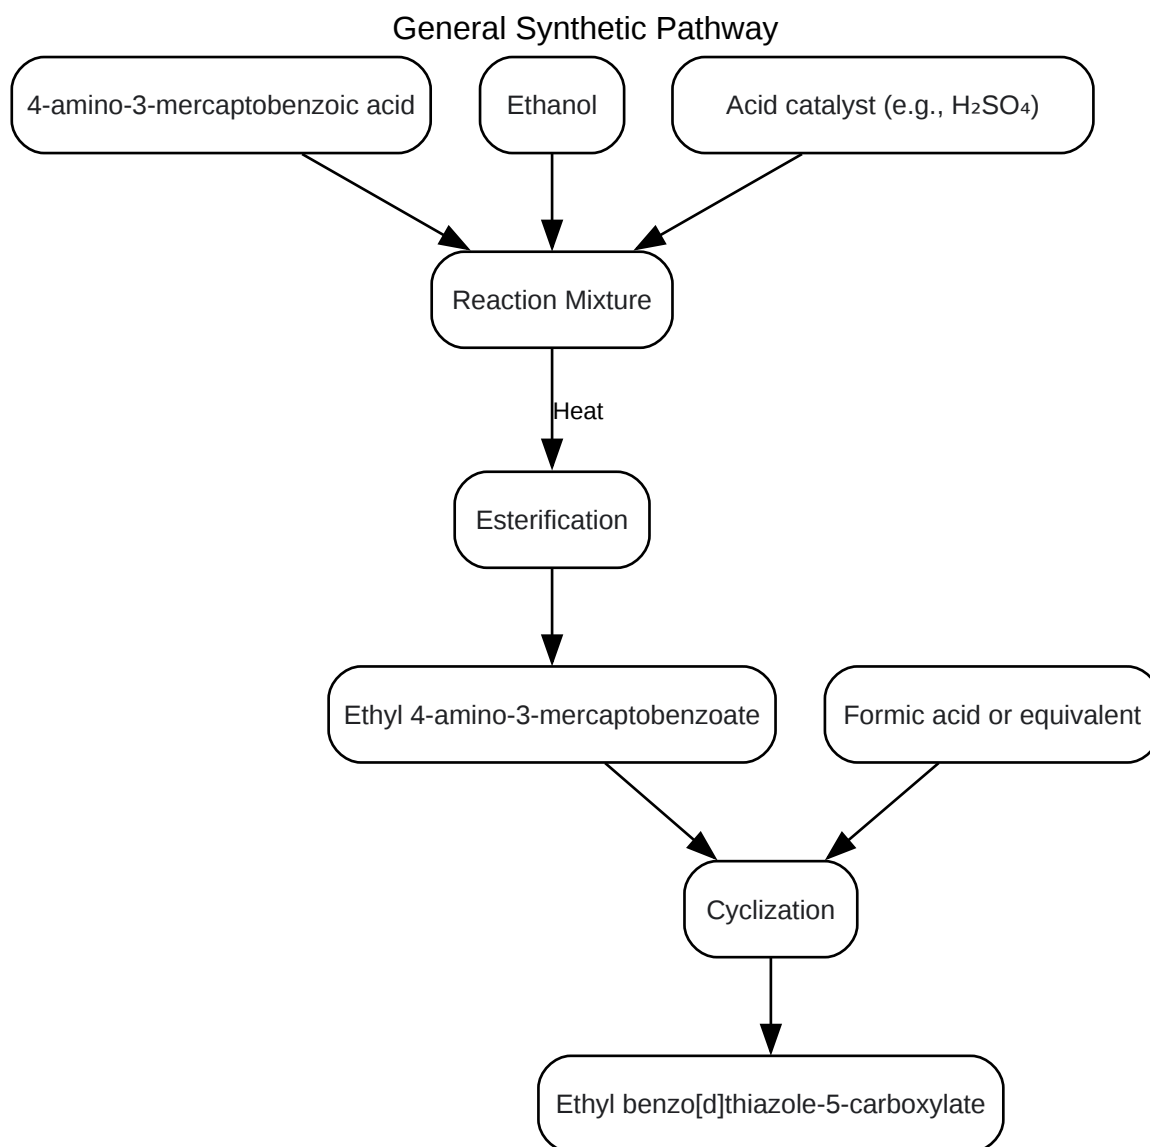 General Synthetic Pathway
4-amino-3-mercaptobenzoic acid
Ethanol
Acid catalyst (e.g., H₂SO₄)
Reaction Mixture
Heat
Esterification
Ethyl 4-amino-3-mercaptobenzoate
Formic acid or equivalent
Cyclization
Ethyl benzo[d]thiazole-5-carboxylate